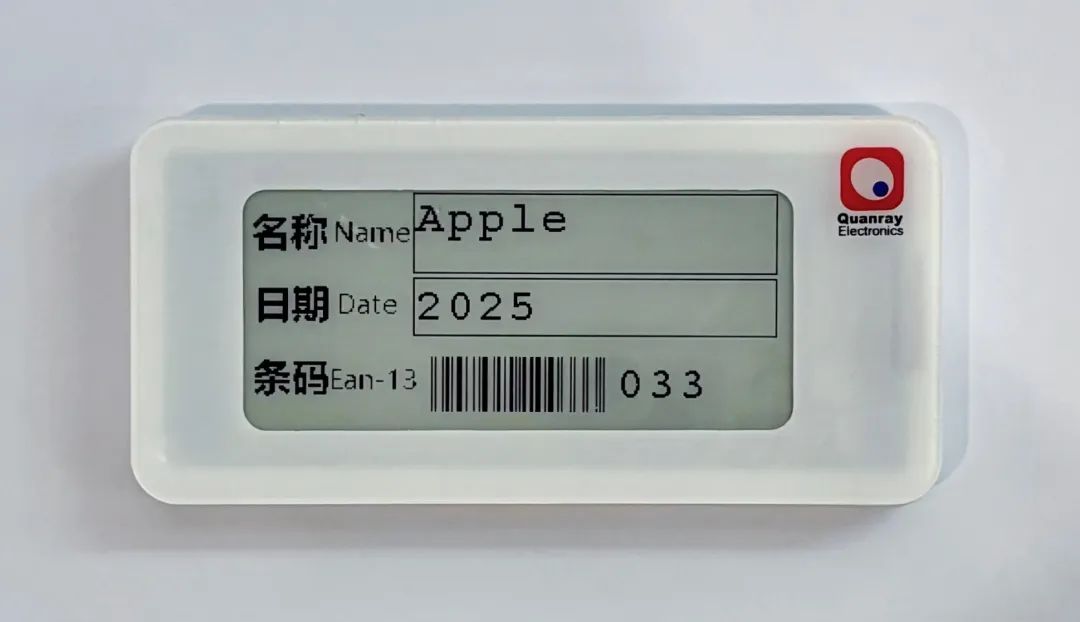 名称 Name Apple
日期 Date 2025
条码 Ean-13 033
Quanray
Electronics